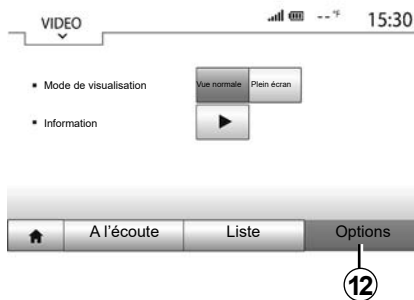 VIDEO
--°F 15:30
Mode de visualisation Vue normale Plein écran
Information
A l'écoute Liste Options
12